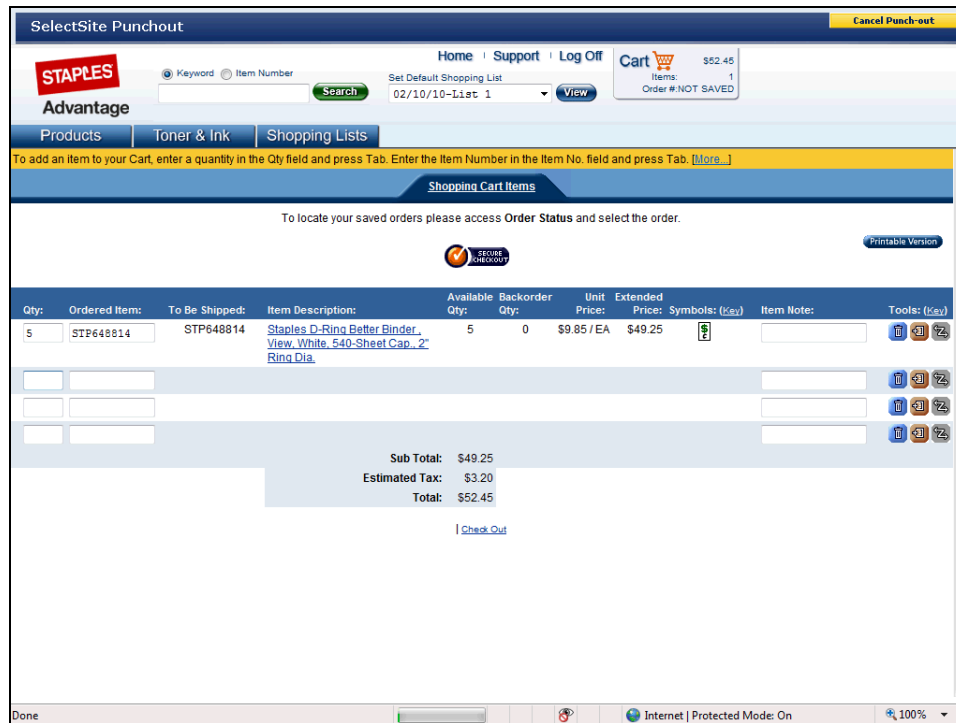 SelectSite Punchout
Cancel Punch-out
STAPLES
Advantage
Keyword Item Number
Search
Home Support Log Off
Set Default Shopping List
02/10/10-List 1
View
Cart $52.45
Items: 1
Order #:NOT SAVED
Products Toner & Ink Shopping Lists
To add an item to your Cart, enter a quantity in the Qty field and press Tab. Enter the Item Number in the Item No. field and press Tab. [More...]
Shopping Cart Items
To locate your saved orders please access Order Status and select the order.
Printable Version
SECURE
CHECKOUT
Qty: Ordered Item: To Be Shipped: Item Description: Available Qty: Backorder Qty: Unit Price: Extended Price: Symbols: (Key) Item Note: Tools: (Key)
5 STP648814 STP648814 Staples D-Ring Better Binder , 5 0 $9.85 / EA $49.25 $ c
View, White, 540-Sheet Cap., 2"
Ring Dia.
Sub Total: $49.25
Estimated Tax: $3.20
Total: $52.45
| Check Out
Done
Internet | Protected Mode: On
100%